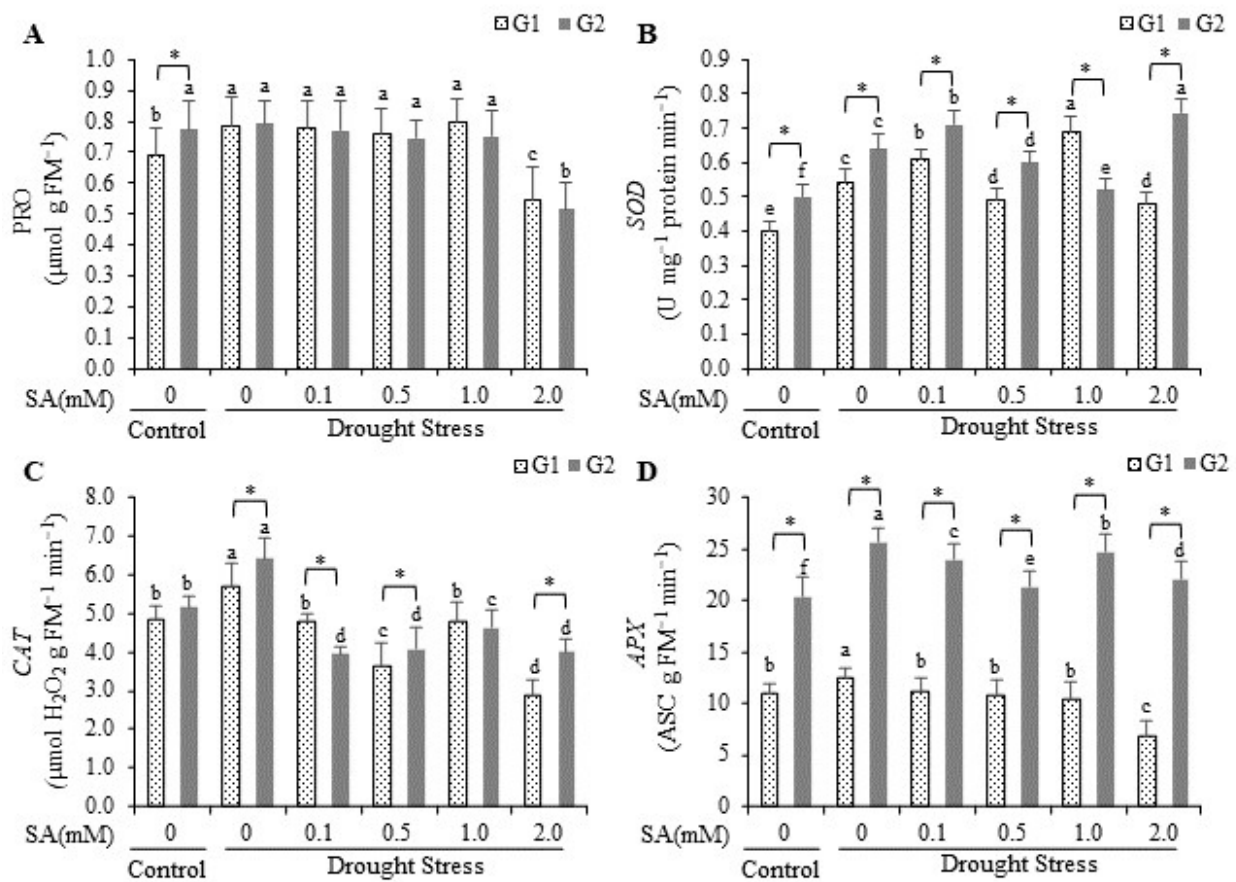 A
G1 G2
PRO
(μmol g FM⁻¹)
1.0
0.9
0.8
0.7
0.6
0.5
0.4
0.3
0.2
0.1
0.0
*
b a a a a a a a a a c b
SA(mM) 0 0 0.1 0.5 1.0 2.0
Control Drought Stress
B
G1 G2
SOD
(U mg⁻¹ protein min⁻¹)
0.9
0.8
0.7
0.6
0.5
0.4
0.3
0.2
0.1
0.0
* * * * * *
e f c c b b d d a e d a
SA(mM) 0 0 0.1 0.5 1.0 2.0
Control Drought Stress
C
G1 G2
CAT
(μmol H₂O₂ g FM⁻¹ min⁻¹)
8.0
7.0
6.0
5.0
4.0
3.0
2.0
1.0
0.0
* * * *
b b a a b d c d b c d d
SA(mM) 0 0 0.1 0.5 1.0 2.0
Control Drought Stress
D
G1 G2
APX
(ASC g FM⁻¹ min⁻¹)
30
25
20
15
10
5
0
* * * * * *
b f a a b c b e b b c d
SA(mM) 0 0 0.1 0.5 1.0 2.0
Control Drought Stress